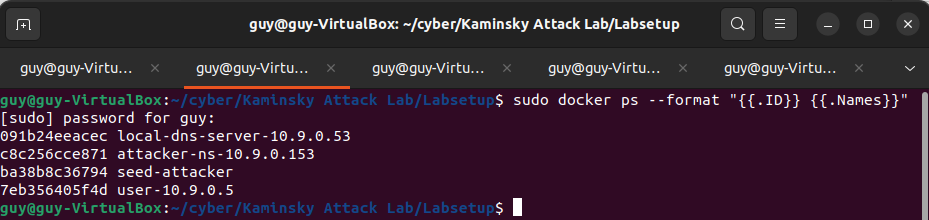 guy@guy-VirtualBox: ~/cyber/Kaminsky Attack Lab/Labsetup
guy@guy-Virtu... guy@guy-Virtu... guy@guy-Virtu... guy@guy-Virtu... guy@guy-Virtu...
guy@guy-VirtualBox:~/cyber/Kaminsky Attack Lab/Labsetup$ sudo docker ps --format "{{.ID}} {{.Names}}"
[sudo] password for guy:
091b24eeacec local-dns-server-10.9.0.53
c8c256cce871 attacker-ns-10.9.0.153
ba38b8c36794 seed-attacker
7eb356405f4d user-10.9.0.5
guy@guy-VirtualBox:~/cyber/Kaminsky Attack Lab/Labsetup$